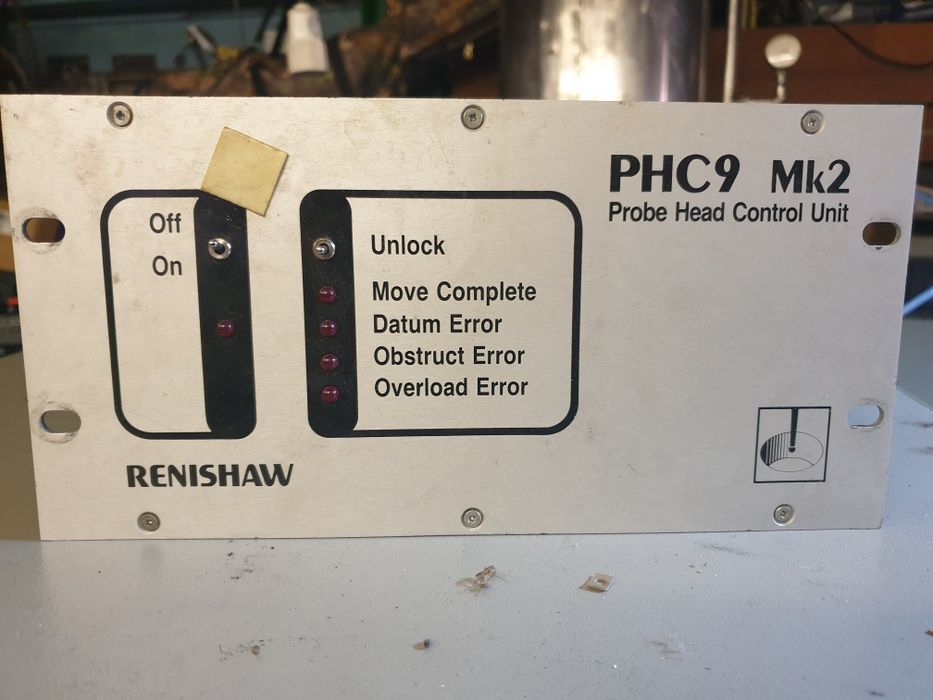 PHC9 Mk2
Probe Head Control Unit
Off
On
Unlock
Move Complete
Datum Error
Obstruct Error
Overload Error
RENISHAW